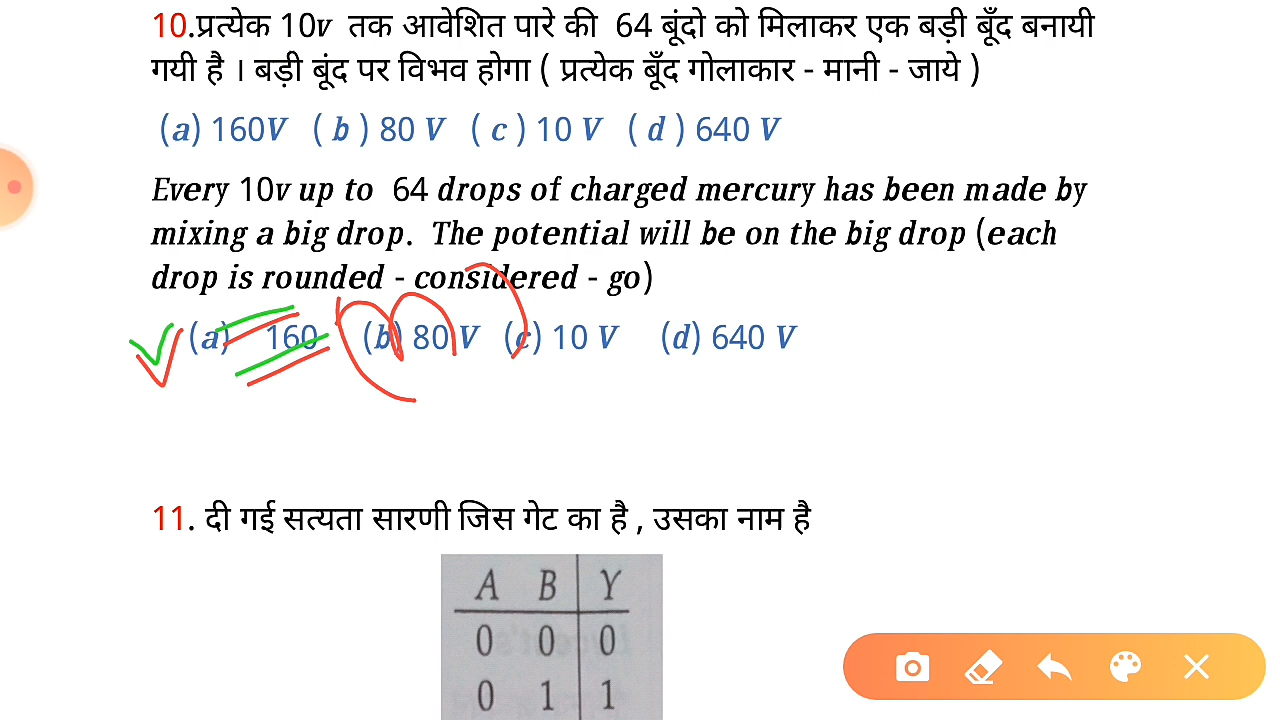 10.प्रत्येक 10v तक आवेशित पारे की 64 बूंदो को मिलाकर एक बड़ी बूँद बनायी
गयी है । बड़ी बूंद पर विभव होगा ( प्रत्येक बूँद गोलाकार - मानी - जाये )
(a) 160V ( b ) 80 V ( c ) 10 V ( d ) 640 V
Every 10v up to 64 drops of charged mercury has been made by
mixing a big drop. The potential will be on the big drop (each
drop is rounded - considered - go)
(a) 160 (b) 80 V (c) 10 V (d) 640 V
11. दी गई सत्यता सारणी जिस गेट का है , उसका नाम है
A B Y
0 0 0
0 1 1